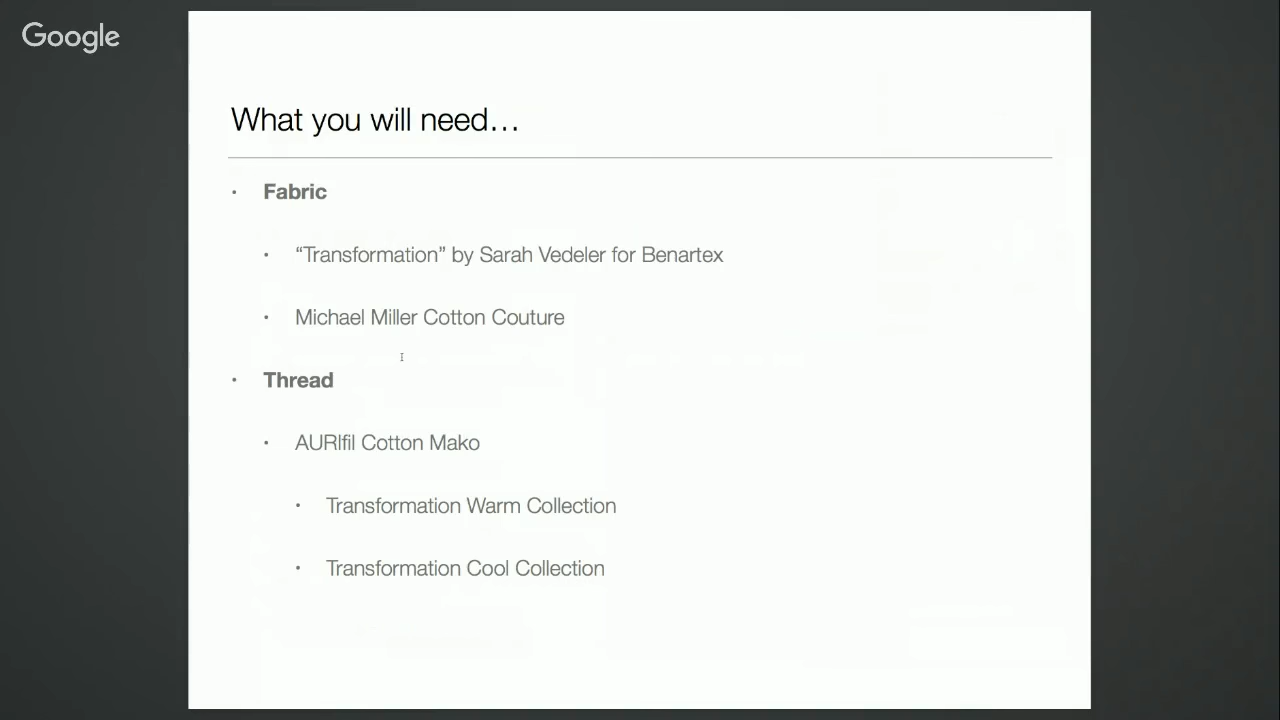 Google
What you will need…
• Fabric
• “Transformation” by Sarah Vedeler for Benartex
• Michael Miller Cotton Couture
• Thread
• AURIfil Cotton Mako
• Transformation Warm Collection
• Transformation Cool Collection